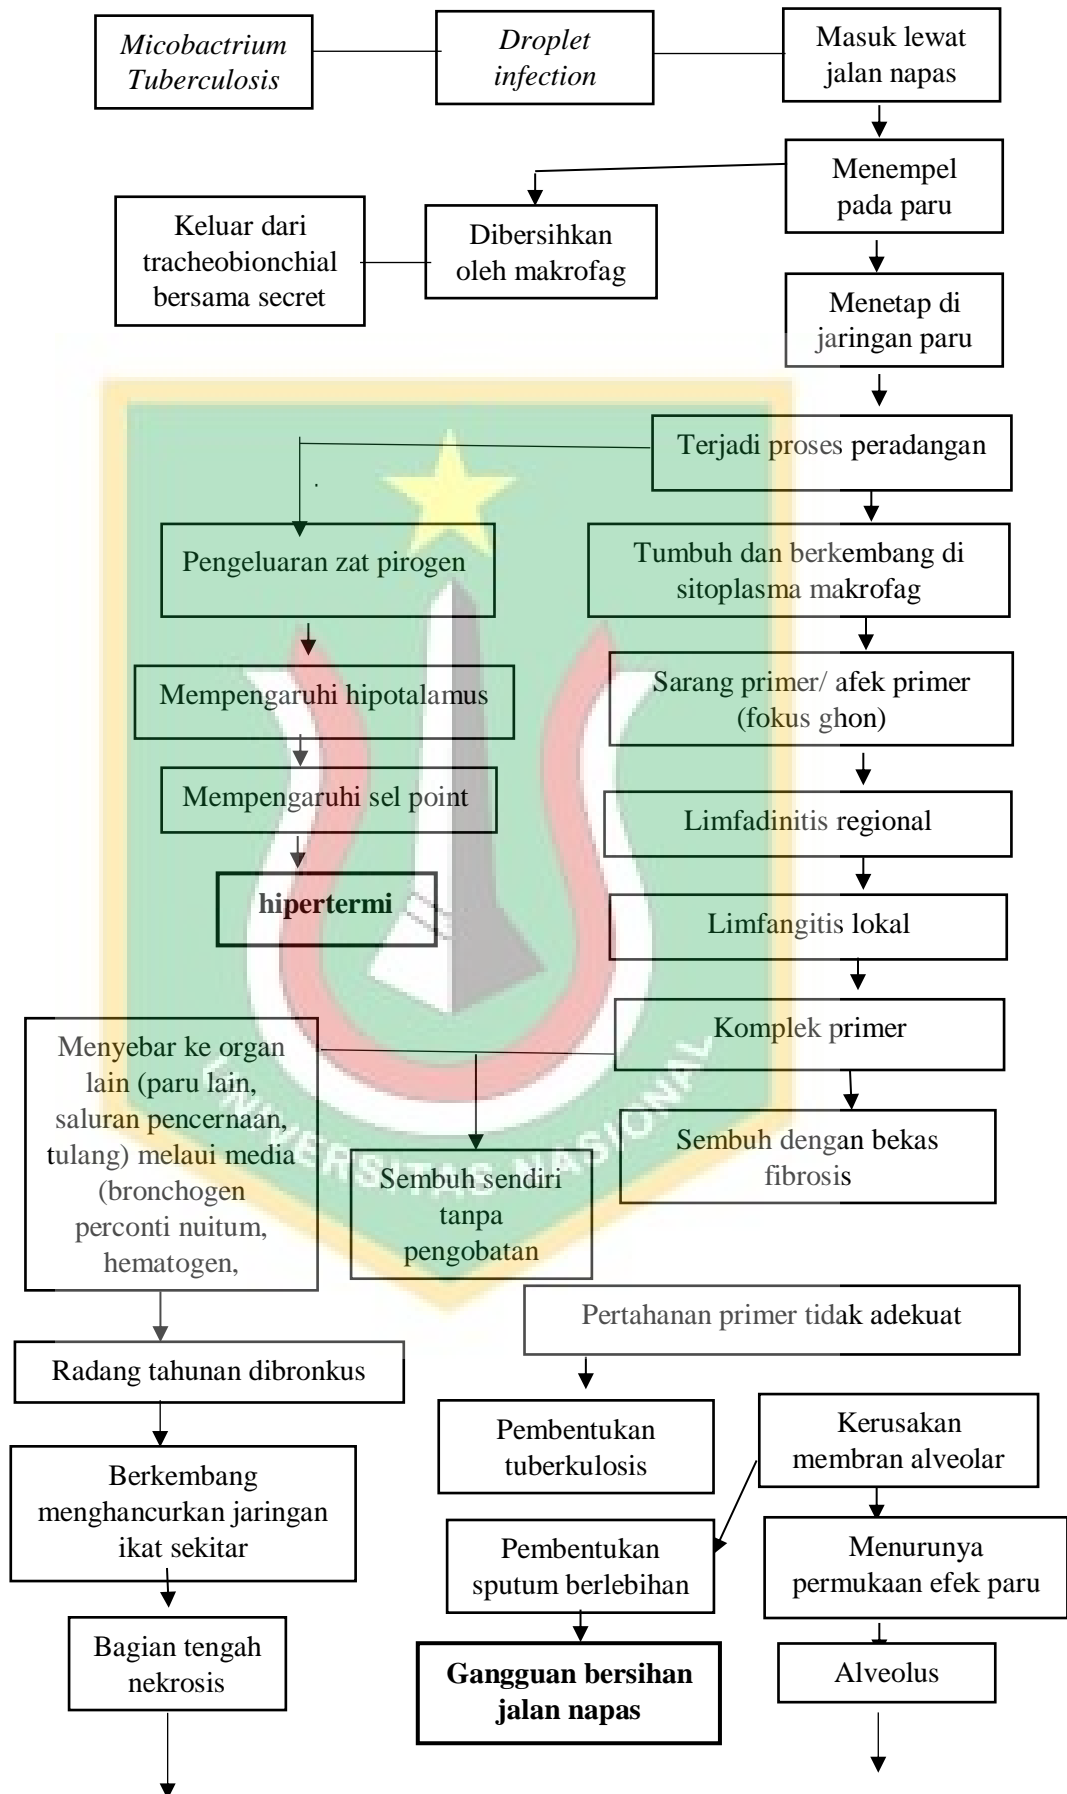 Micobactrium
Tuberculosis
Droplet
infection
Masuk lewat
jalan napas
Menempel
pada paru
Keluar dari
tracheobionchial
bersama secret
Dibersihkan
oleh makrofag
Menetap di
jaringan paru
Terjadi proses peradangan
.
Pengeluaran zat pirogen
Tumbuh dan berkembang di
sitoplasma makrofag
Mempengaruhi hipotalamus
Sarang primer/ afek primer
(fokus ghon)
Mempengaruhi sel point
Limfadinitis regional
hipertermi
Limfangitis lokal
Komplek primer
Menyebar ke organ
lain (paru lain,
saluran pencernaan,
tulang) melaui media
(bronchogen
perconti nuitum,
hematogen,
UNIVERSITAS NASIONAL
Sembuh sendiri
tanpa
pengobatan
Sembuh dengan bekas
fibrosis
Pertahanan primer tidak adekuat
Radang tahunan dibronkus
Pembentukan
tuberkulosis
Kerusakan
membran alveolar
Berkembang
menghancurkan jaringan
ikat sekitar
Pembentukan
sputum berlebihan
Menurunya
permukaan efek paru
Bagian tengah
nekrosis
Gangguan bersihan
jalan napas
Alveolus